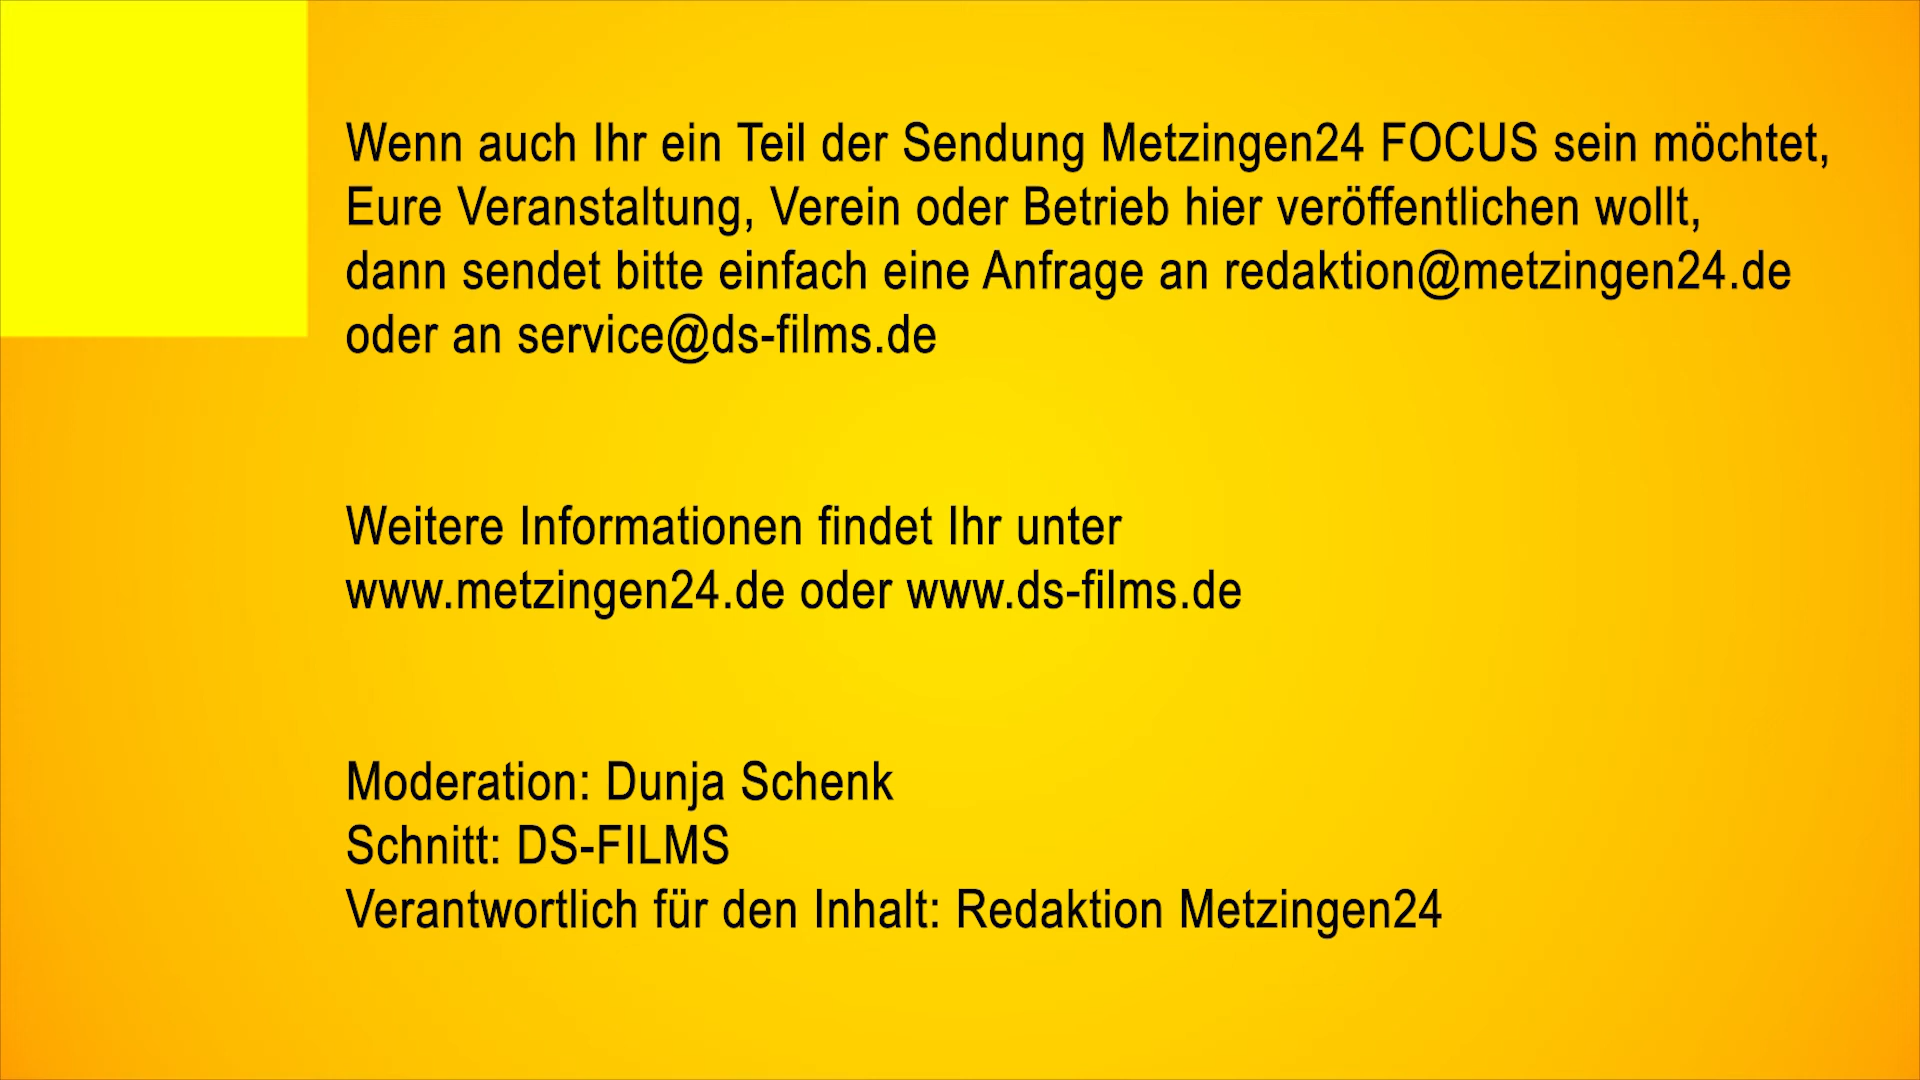 Wenn auch Ihr ein Teil der Sendung Metzingen24 FOCUS sein möchtet,
Eure Veranstaltung, Verein oder Betrieb hier veröffentlichen wollt,
dann sendet bitte einfach eine Anfrage an redaktion@metzingen24.de
oder an service@ds-films.de
Weitere Informationen findet Ihr unter
www.metzingen24.de oder www.ds-films.de
Moderation: Dunja Schenk
Schnitt: DS-FILMS
Verantwortlich für den Inhalt: Redaktion Metzingen24